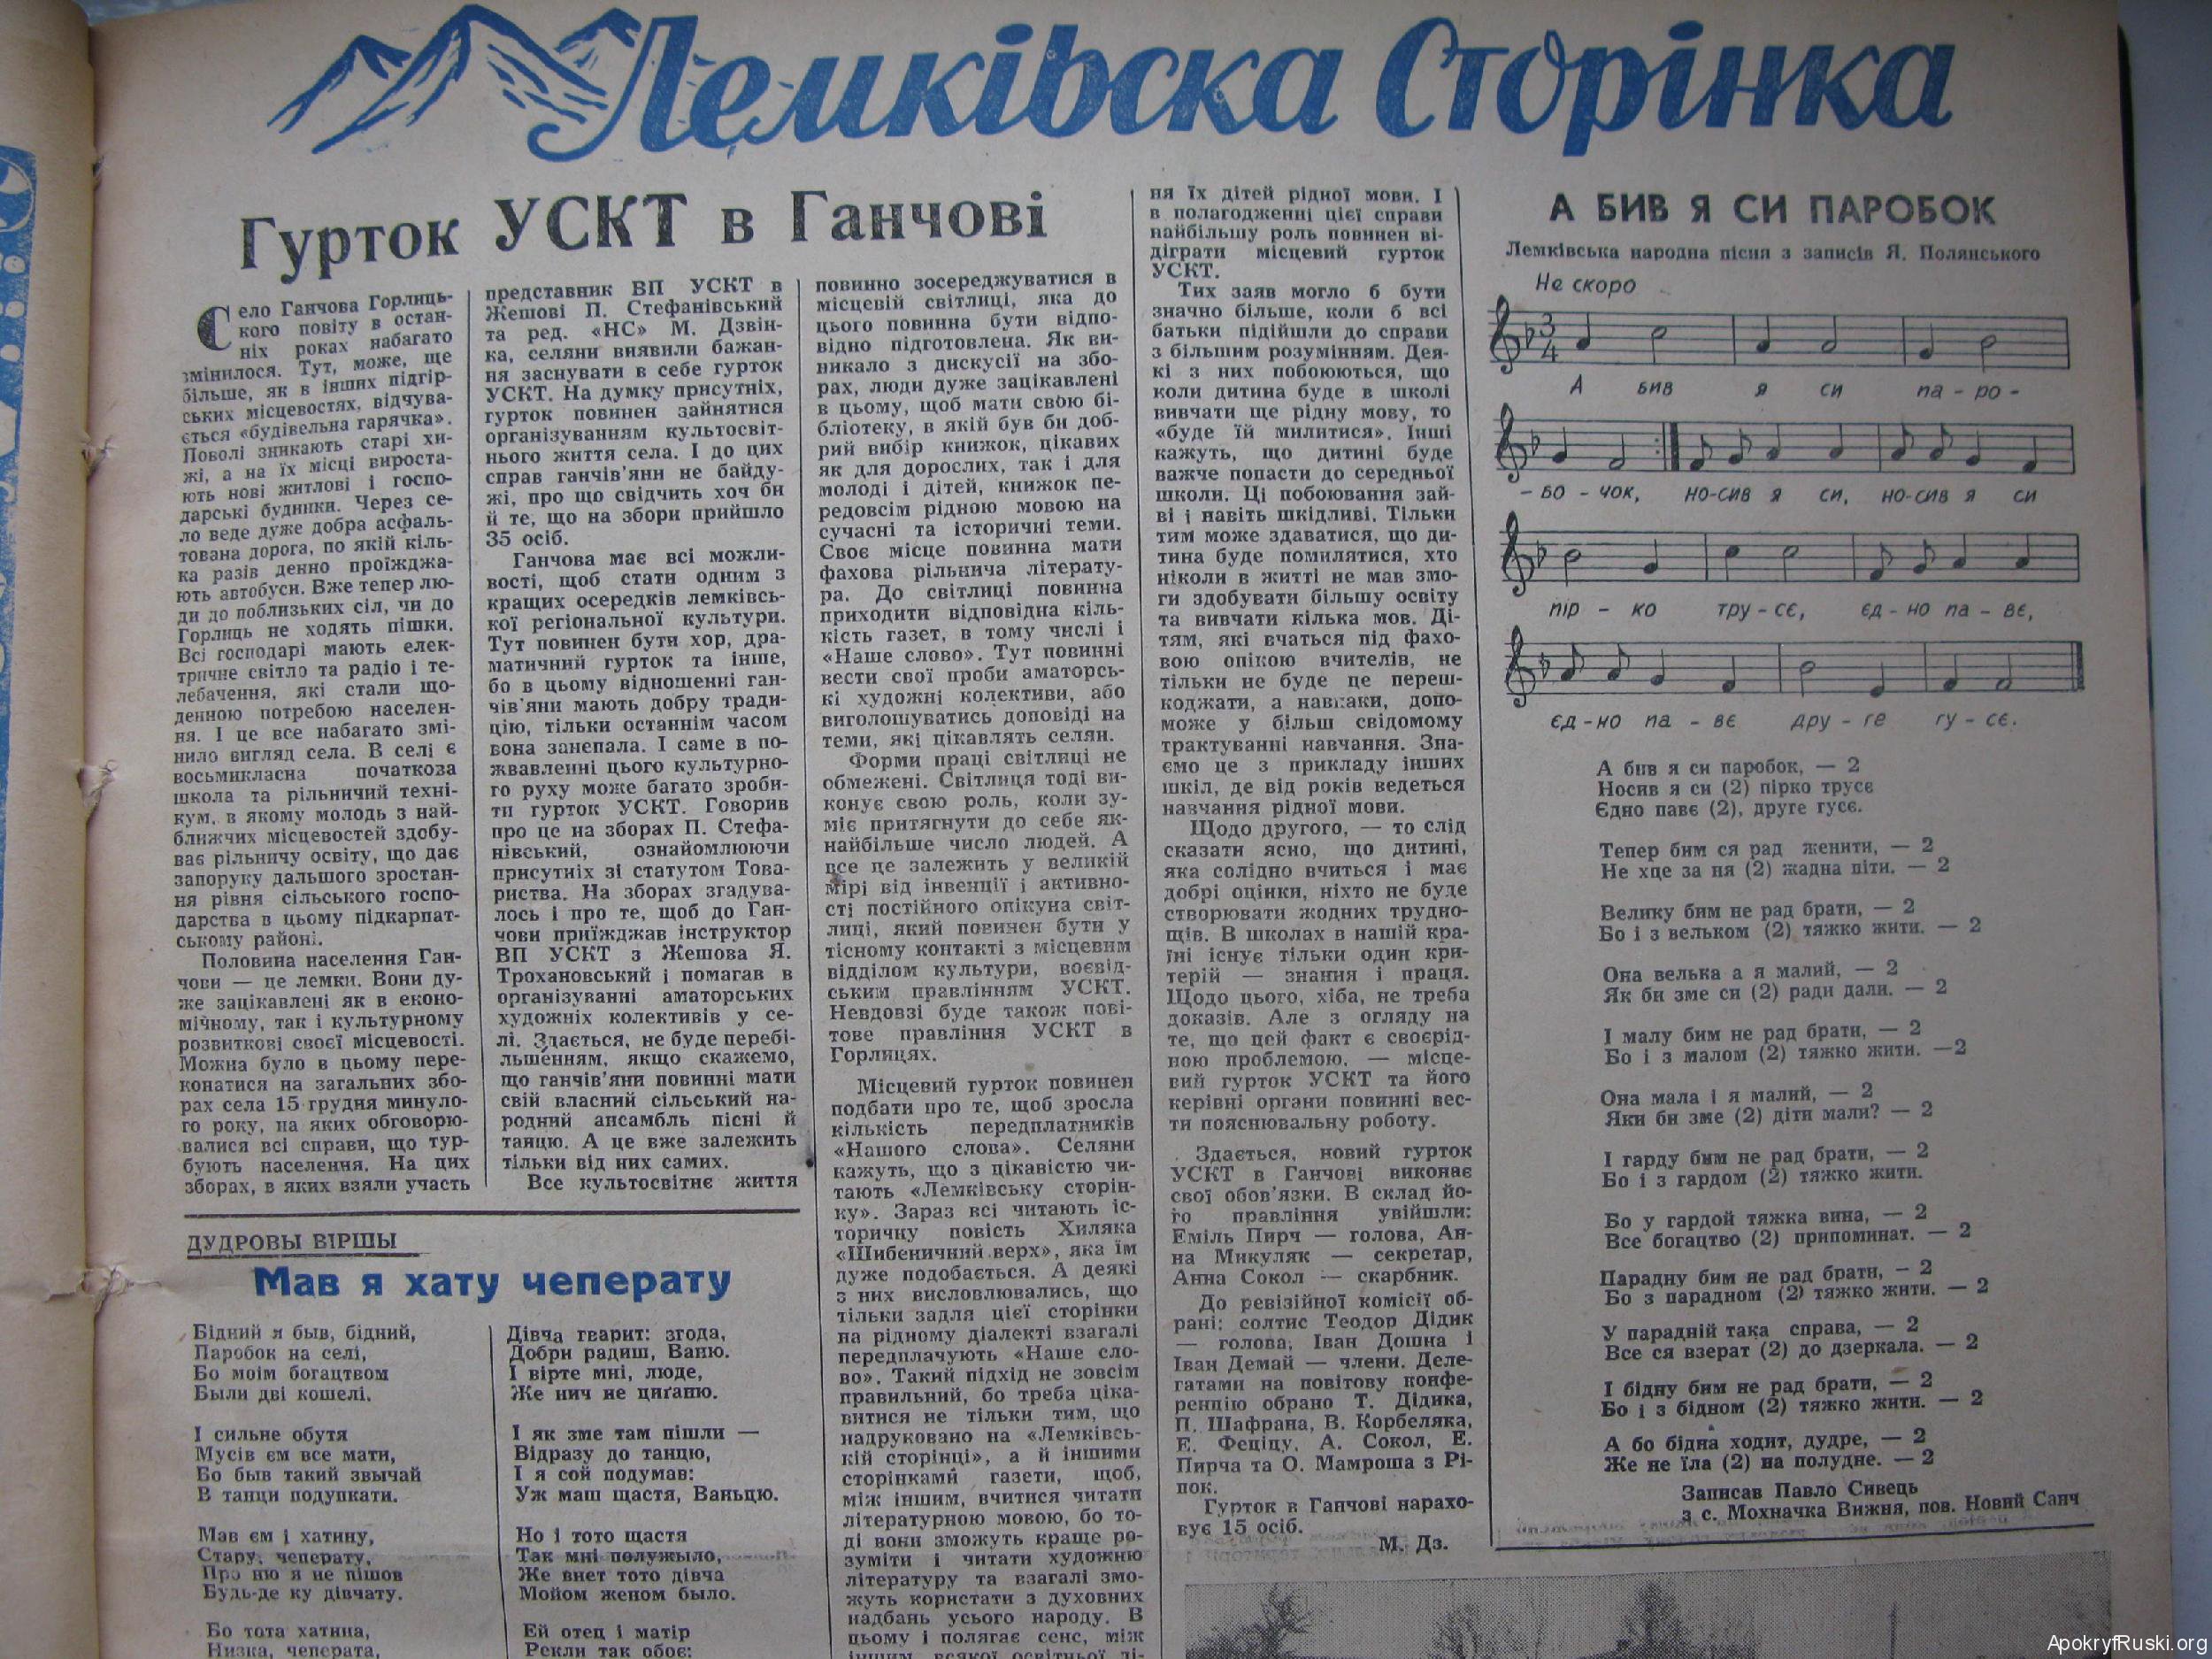 Лемківска Сторінка
Гурток УСКТ в Ганчові
Село Ганчова Горлиць-
кого повіту в остан-
ніх роках набагато
змінилося. Тут, може, ще
більше, як в інших підгір-
ських місцевостях, відчува-
ється «будівельна гарячка».
Поволі зникають старі хи-
жі, а на їх місці вироста-
ють нові житлові і госпо-
дарські будинки. Через се-
ло веде дуже добра асфаль-
тована дорога, по якій кіль-
ка разів денно проїжджа-
ють автобуси. Вже тепер лю-
ди до поблизьких сіл, чи до
Горлиць не ходять пішки.
Всі господарі мають елек-
тричне світло та радіо і те-
лебачення, які стали що-
денною потребою населен-
ня. І це все набагато змі-
нило вигляд села. В селі є
восьмикласна початкова
школа та рільничий техні-
кум, в якому молодь з най-
ближчих місцевостей здобу-
ває рільничу освіту, що дає
запоруку дальшого зростан-
ня рівня сільського госпо-
дарства в цьому підкарпат-
ському районі.
Половина населення Ган-
чови — це лемки. Вони ду-
же зацікавлені як в еконо-
мічному, так і культурному
розвиткові своєї місцевості.
Можна було в цьому пере-
конатися на загальних збо-
рах села 15 грудня минуло-
го року, на яких обговорю-
валися всі справи, що тур-
бують населення. На цих
зборах, в яких взяли участь
представник ВП УСКТ в
Жешові П. Стефанівський
та ред. «НС» М. Дзвін-
ка, селяни виявили бажан-
ня заснувати в себе гурток
УСКТ. На думку присутніх,
гурток повинен зайнятися
організуванням культосвіт-
нього життя села. І до цих
справ ганчів'яни не байду-
жі, про що свідчить хоч би
й те, що на збори прийшло
35 осіб.
Ганчова має всі можли-
вості, щоб стати одним з
кращих осередків лемківсь-
кої регіональної культури.
Тут повинен бути хор, дра-
матичний гурток та інше,
бо в цьому відношенні ган-
чів'яни мають добру тради-
цію, тільки останнім часом
вона занепала. І саме в по-
жвавленні цього культурно-
го руху може багато зроби-
ти гурток УСКТ. Говорив
про це на зборах П. Стефа-
нівський, ознайомлюючи
присутніх зі статутом Това-
риства. На зборах згадува-
лось і про те, щоб до Ган-
чови приїжджав інструктор
ВП УСКТ з Жешова Я.
Трохановський і помагав в
організуванні аматорських
художніх колективів у се-
лі. Здається, не буде перебі-
льшенням, якщо скажемо,
що ганчів'яни повинні мати
свій власний сільський на-
родний ансамбль пісні й
танцю. А це вже залежить
тільки від них самих.
Все культосвітнє життя
повинно зосереджуватися в
місцевій світлиці, яка до
цього повинна бути відпо-
відно підготовлена. Як ви-
никало з дискусії на збо-
рах, люди дуже зацікавлені
в цьому, щоб мати свою бі-
бліотеку, в якій був би доб-
рий вибір книжок, цікавих
як для дорослих, так і для
молоді і дітей, книжок пе-
редовсім рідною мовою на
сучасні та історичні теми.
Своє місце повинна мати
фахова рільнича літерату-
ра. До світлиці повинна
приходити відповідна кіль-
кість газет, в тому числі і
«Наше слово». Тут повинні
вести свої проби аматорсь-
кі художні колективи, або
виголошуватись доповіді на
теми, які цікавлять селян.
Форми праці світлиці не
обмежені. Світлиця тоді ви-
конує свою роль, коли зу-
міє притягнути до себе як-
найбільше число людей. А
все це залежить у великій
мірі від інвенції і активно-
сті постійного опікуна світ-
лиці, який повинен бути у
тісному контакті з місцевим
відділом культури, воєвід-
ським правлінням УСКТ.
Невдовзі буде також пові-
тове правління УСКТ в
Горлицях.
Місцевий гурток повинен
подбати про те, щоб зросла
кількість передплатників
«Нашого слова». Селяни
кажуть, що з цікавістю чи-
тають «Лемківську сторін-
ку». Зараз всі читають іс-
торичну повість Хиляка
«Шибеничний верх», яка їм
дуже подобається. А деякі
з них висловлювались, що
тільки задля цієї сторінки
на рідному діалекті взагалі
передплачують «Наше сло-
во». Такий підхід не зовсім
правильний, бо треба ціка-
витися не тільки тим, що
надруковано на «Лемківсь-
кій сторінці», а й іншими
сторінками газети, щоб,
між іншим, вчитися читати
літературною мовою, бо то-
ді вони зможуть краще ро-
зуміти і читати художню
літературу та взагалі змо-
жуть користати з духовних
надбань усього народу. В
цьому і полягає сенс, між
іншим, всякої освітньої ді-
ня їх дітей рідної мови. І
в полагодженні цієї справи
найбільшу роль повинен ві-
діграти місцевий гурток
УСКТ.
Тих заяв могло б бути
значно більше, коли б всі
батьки підійшли до справи
з більшим розумінням. Дея-
кі з них побоюються, що
коли дитина буде в школі
вивчати ще рідну мову, то
«буде їй милитися». Інші
кажуть, що дитині буде
важче попасти до середньої
школи. Ці побоювання зай-
ві і навіть шкідливі. Тільки
тим може здаватися, що ди-
тина буде помилятися, хто
ніколи в житті не мав змо-
ги здобувати більшу освіту
та вивчати кілька мов. Ді-
тям, які вчаться під фахо-
вою опікою вчителів, не
тільки не буде це переш-
коджати, а навпаки, допо-
може у більш свідомому
трактуванні навчання. Зна-
ємо це з прикладу інших
шкіл, де від років ведеться
навчання рідної мови.
Щодо другого, — то слід
сказати ясно, що дитині,
яка солідно вчиться і має
добрі оцінки, ніхто не буде
створювати жодних трудно-
щів. В школах в нашій кра-
їні існує тільки один кри-
терій — знання і праця.
Щодо цього, хіба, не треба
доказів. Але з огляду на
те, що цей факт є своєрід-
ною проблемою, — місце-
вий гурток УСКТ та його
керівні органи повинні вес-
ти пояснювальну роботу.
Здається, новий гурток
УСКТ в Ганчові виконає
свої обов'язки. В склад йо-
го правління увійшли:
Еміль Пирч — голова, Ан-
на Микуляк — секретар,
Анна Сокол — скарбник.
До ревізійної комісії об-
рані: солтис Теодор Дідик
— голова, Іван Дошна і
Іван Демай — члени. Деле-
гатами на повітову конфе-
ренцію обрано Т. Дідика,
П. Шафрана, В. Корбеляка,
Е. Феціцу, А. Сокол, Е.
Пирча та О. Мамроша з Рі-
пок.
Гурток в Ганчові нарахо-
вує 15 осіб.
М. Дз.
А БИВ Я СИ ПАРОБОК
Лемківська народна пісня з записів Я. Полянського
Не скоро
3
4
А бив я си па - ро -
- бо - чок, но-сив я си, но-сив я си
пір - ко тру - сє, єд - но па - вє,
єд - но па - вє дру - ге гу - сє.
А бив я си паробок, — 2
Носив я си (2) пірко трусє
Єдно павє (2), друге гусє.
Тепер бим ся рад женити, — 2
Не хце за ня (2) жадна піти. — 2
Велику бим не рад брати, — 2
Бо і з вельком (2) тяжко жити. — 2
Она велька а я малий, — 2
Як би зме си (2) ради дали. — 2
І малу бим не рад брати, — 2
Бо і з малом (2) тяжко жити. —2
Она мала і я малий, — 2
Яки би зме (2) діти мали? — 2
І гарду бим не рад брати, — 2
Бо і з гардом (2) тяжко жити.
Бо у гардой тяжка вина, — 2
Все богацтво (2) припоминат. — 2
Парадну бим не рад брати, — 2
Бо з парадном (2) тяжко жити. — 2
У парадній така справа, — 2
Все ся взерат (2) до дзеркала. — 2
І бідну бим не рад брати, — 2
Бо і з бідном (2) тяжко жити. — 2
А бо бідна ходит, дудре, — 2
Же не їла (2) на полудне. — 2
Записав Павло Сивець
з с. Мохначка Вижня, пов. Новий Санч
ДУДРОВЫ ВІРШЫ
Мав я хату чеперату
Бідний я быв, бідний,
Паробок на селі,
Бо моім богацтвом
Были дві кошелі.
І сильне обутя
Мусів єм все мати,
Бо быв такий звычай
В танци подупкати.
Мав єм і хатину,
Стару, чеперату,
Про ню я не пішов
Будь-де ку дівчату.
Бо тота хатина,
Низка, чеперата,
Дівча гварит: згода,
Добри радиш, Ваню.
І вірте мні, люде,
Же нич не циґаню.
І як зме там пішли —
Відразу до танцю,
І я сой подумав:
Уж маш щастя, Ваньцю.
Но і тото щастя
Так мні полужыло,
Же внет тото дівча
Мойом женом было.
Ей отец і матір
Рекли так обоє:
ApokryfRuski.org